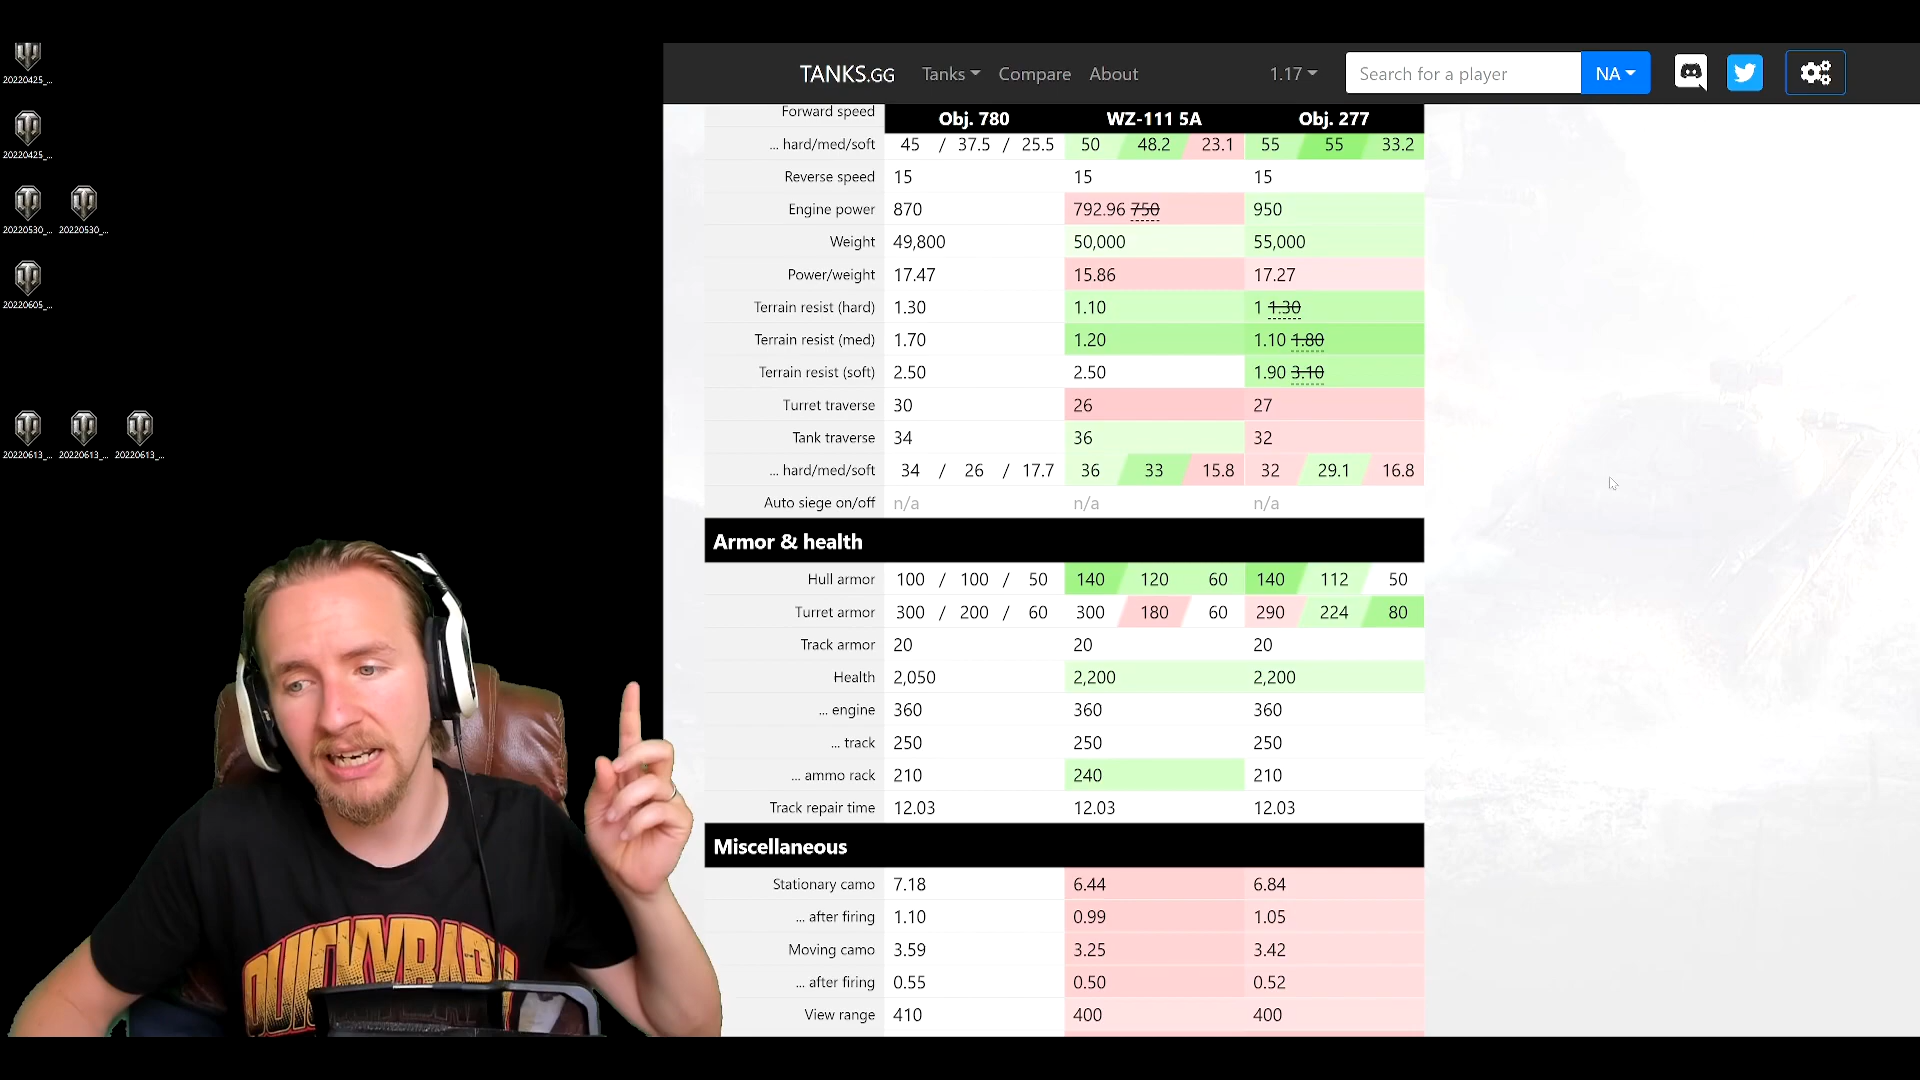 20220425_...
20220425_...
20220530_... 20220530_...
20220605_...
20220613_... 20220613_... 20220613_...
TANKS.GG Tanks Compare About 1.17 Search for a player NA
Forward speed Obj. 780 WZ-111 5A Obj. 277
... hard/med/soft 45 / 37.5 / 25.5 50 48.2 23.1 55 55 33.2
Reverse speed 15 15 15
Engine power 870 792.96 750 950
Weight 49,800 50,000 55,000
Power/weight 17.47 15.86 17.27
Terrain resist (hard) 1.30 1.10 1 1.30
Terrain resist (med) 1.70 1.20 1.10 1.80
Terrain resist (soft) 2.50 2.50 1.90 3.10
Turret traverse 30 26 27
Tank traverse 34 36 32
... hard/med/soft 34 / 26 / 17.7 36 33 15.8 32 29.1 16.8
Auto siege on/off n/a n/a n/a
Armor & health
Hull armor 100 / 100 / 50 140 120 60 140 112 50
Turret armor 300 / 200 / 60 300 180 60 290 224 80
Track armor 20 20 20
Health 2,050 2,200 2,200
... engine 360 360 360
... track 250 250 250
... ammo rack 210 240 210
Track repair time 12.03 12.03 12.03
Miscellaneous
Stationary camo 7.18 6.44 6.84
... after firing 1.10 0.99 1.05
Moving camo 3.59 3.25 3.42
... after firing 0.55 0.50 0.52
View range 410 400 400
QUICKYBABY